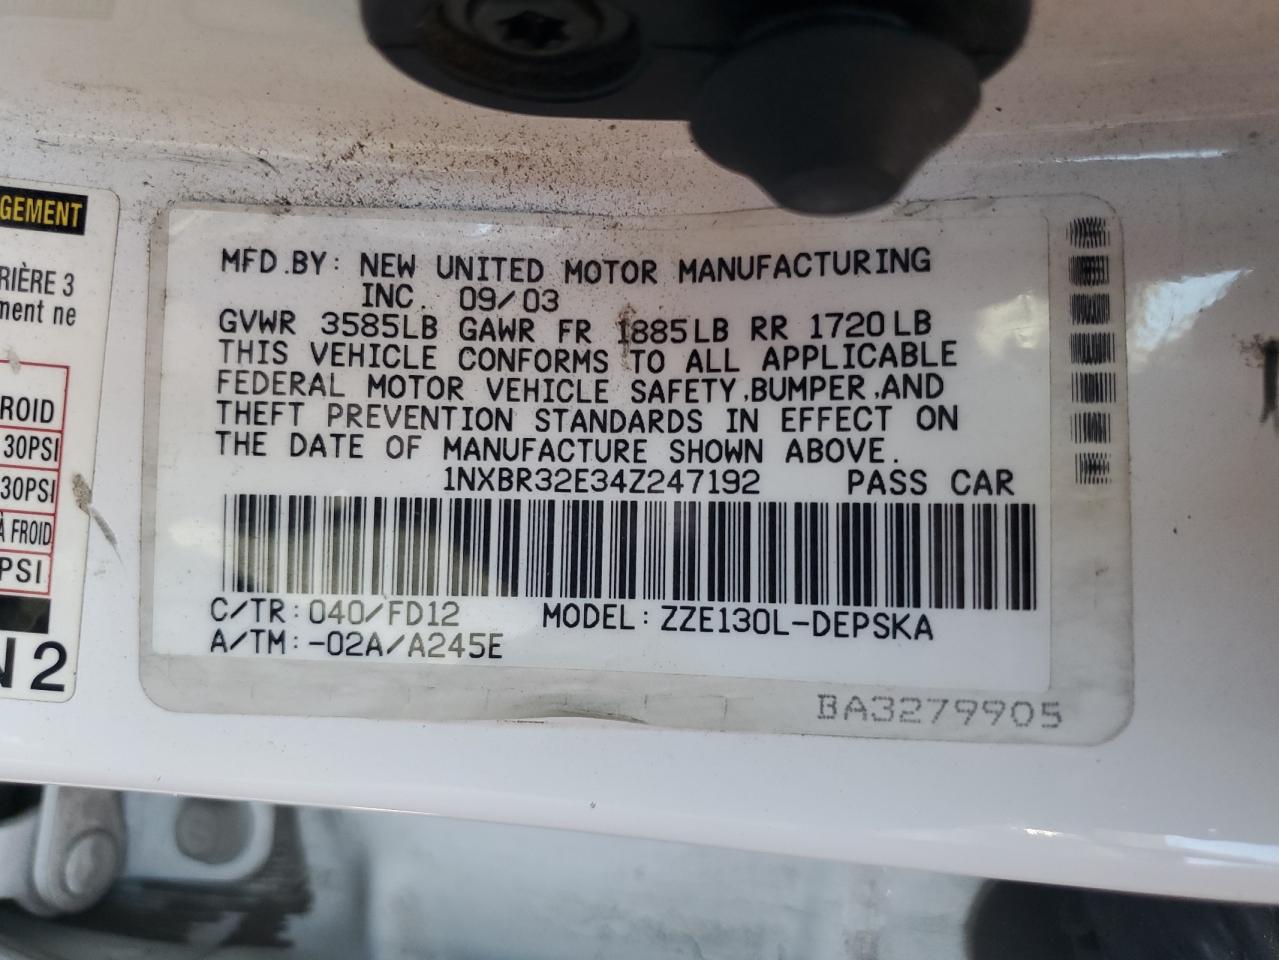 GEMENT
RIÈRE 3
ment ne
ROID
30PSI
30PSI
À FROID
PSI
N 2
MFD.BY: NEW UNITED MOTOR MANUFACTURING
INC. 09/03
GVWR 3585LB GAWR FR 1885LB RR 1720LB
THIS VEHICLE CONFORMS TO ALL APPLICABLE
FEDERAL MOTOR VEHICLE SAFETY,BUMPER,AND
THEFT PREVENTION STANDARDS IN EFFECT ON
THE DATE OF MANUFACTURE SHOWN ABOVE.
1NXBR32E34Z247192 PASS CAR
C/TR:040/FD12 MODEL:ZZE130L-DEPSKA
A/TM:-02A/A245E
BA3279905